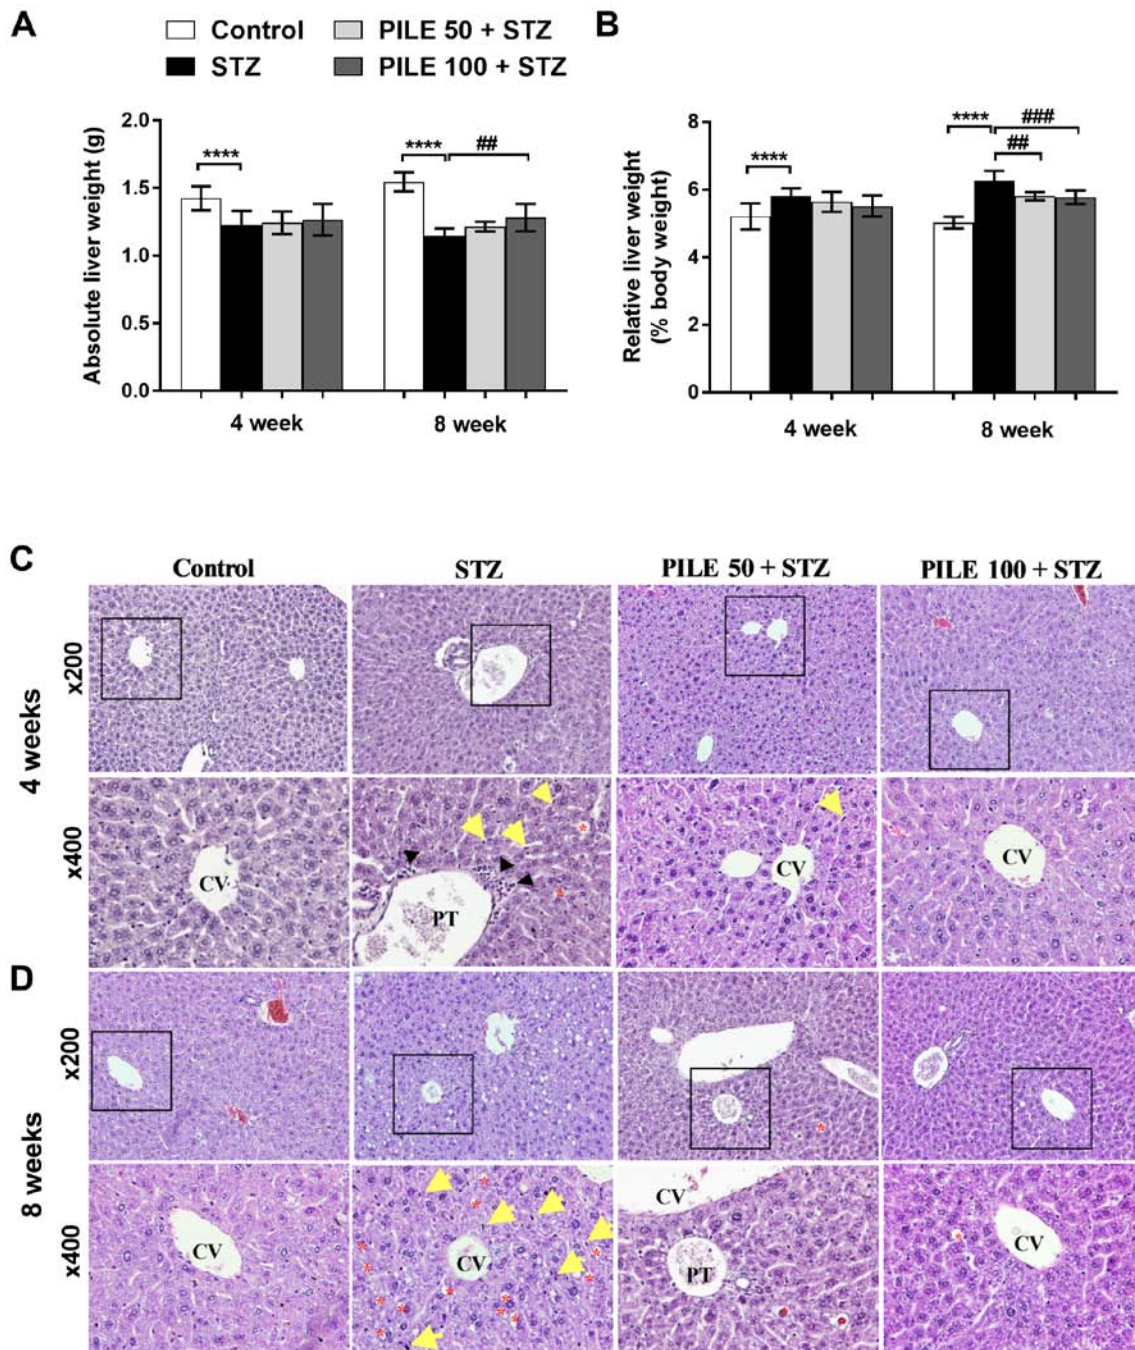 A
Control
PILE 50 + STZ
STZ
PILE 100 + STZ
B
Absolute liver weight (g)
2.0
1.5
1.0
0.5
0.0
****
****
##
4 week
8 week
Relative liver weight
(% body weight)
8
6
4
2
0
****
****
###
##
4 week
8 week
C
Control
STZ
PILE 50 + STZ
PILE 100 + STZ
4 weeks
x200
x400
CV
PT
*
*
CV
CV
D
8 weeks
x200
*
x400
CV
CV
* * * * * * * * * * *
CV
PT
*
CV